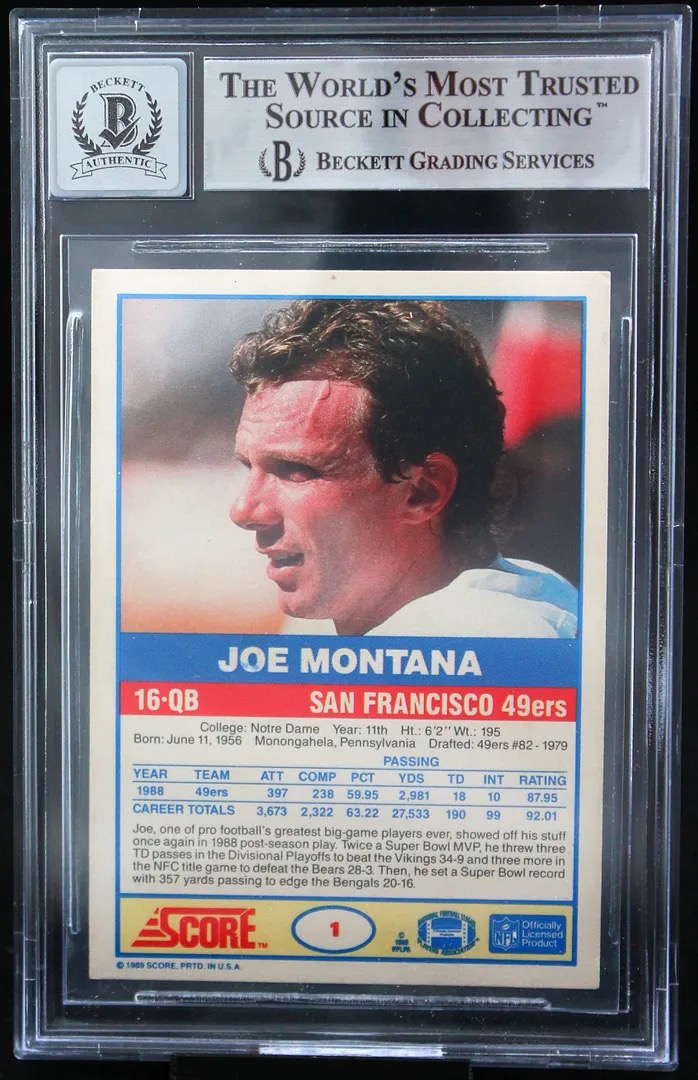 BECKETT
B
AUTHENTIC
THE WORLD'S MOST TRUSTED
SOURCE IN COLLECTING™
B BECKETT GRADING SERVICES
JOE MONTANA
16·QB SAN FRANCISCO 49ers
College: Notre Dame Year: 11th Ht.: 6'2" Wt.: 195
Born: June 11, 1956 Monongahela, Pennsylvania Drafted: 49ers #82 - 1979
PASSING
YEAR TEAM ATT COMP PCT YDS TD INT RATING
1988 49ers 397 238 59.95 2,981 18 10 87.95
CAREER TOTALS 3,673 2,322 63.22 27,533 190 99 92.01
Joe, one of pro football's greatest big-game players ever, showed off his stuff
once again in 1988 post-season play. Twice a Super Bowl MVP, he threw three
TD passes in the Divisional Playoffs to beat the Vikings 34-9 and three more in
the NFC title game to defeat the Bears 28-3. Then, he set a Super Bowl record
with 357 yards passing to edge the Bengals 20-16.
SCORE™
1
©
NFLPA
NFL
Officially
Licensed
Product
© 1989 SCORE, PRTD. IN U.S.A.